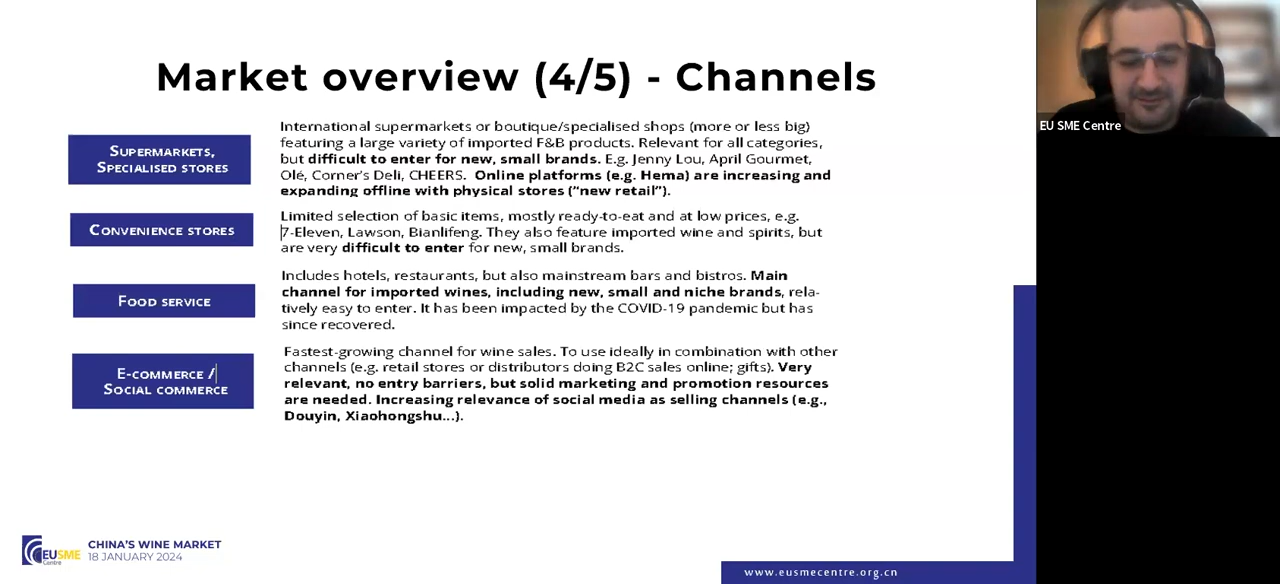 Market overview (4/5) - Channels
SUPERMARKETS,
SPECIALISED STORES
International supermarkets or boutique/specialised shops (more or less big)
featuring a large variety of imported F&B products. Relevant for all categories,
but difficult to enter for new, small brands. E.g. Jenny Lou, April Gourmet,
Olé, Corner's Deli, CHEERS. Online platforms (e.g. Hema) are increasing and
expanding offline with physical stores (“new retail”).
CONVENIENCE STORES
Limited selection of basic items, mostly ready-to-eat and at low prices, e.g.
7-Eleven, Lawson, Bianlifeng. They also feature imported wine and spirits, but
are very difficult to enter for new, small brands.
FOOD SERVICE
Includes hotels, restaurants, but also mainstream bars and bistros. Main
channel for imported wines, including new, small and niche brands, rela-
tively easy to enter. It has been impacted by the COVID-19 pandemic but has
since recovered.
E-COMMERCE /
SOCIAL COMMERCE
Fastest-growing channel for wine sales. To use ideally in combination with other
channels (e.g. retail stores or distributors doing B2C sales online; gifts). Very
relevant, no entry barriers, but solid marketing and promotion resources
are needed. Increasing relevance of social media as selling channels (e.g.,
Douyin, Xiaohongshu...).
EU SME Centre
EUSME
Centre
CHINA'S WINE MARKET
18 JANUARY 2024
www.eusmecentre.org.cn